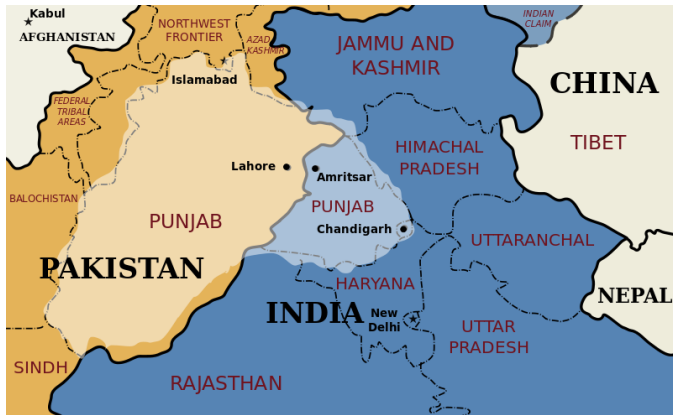 Kabul
AFGHANISTAN
NORTHWEST
FRONTIER
AZAD
KASHMIR
INDIAN
CLAIM
JAMMU AND
KASHMIR
Islamabad
CHINA
FEDERAL
TRIBAL
AREAS
TIBET
HIMACHAL
PRADESH
Lahore
Amritsar
BALOCHISTAN
PUNJAB
PUNJAB
Chandigarh
UTTARANCHAL
PAKISTAN
HARYANA
NEPAL
INDIA
New
Delhi
UTTAR
PRADESH
SINDH
RAJASTHAN